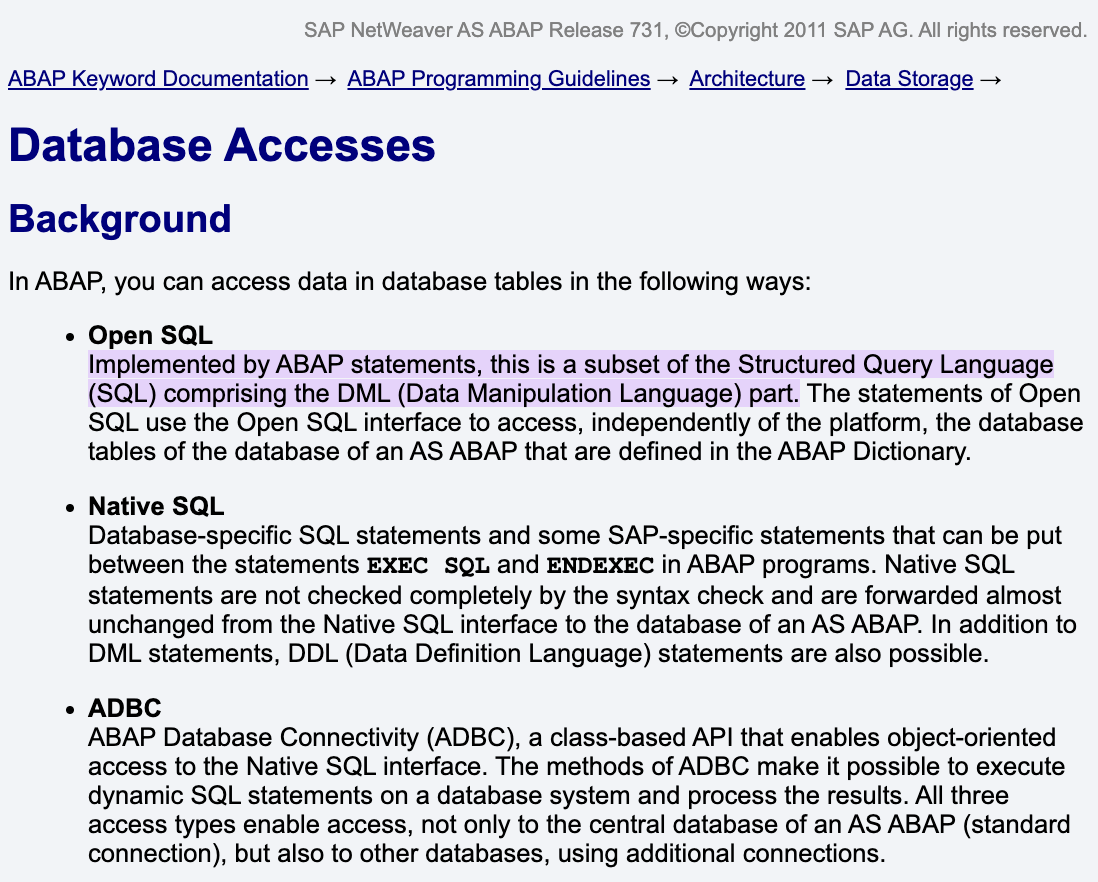 SAP NetWeaver AS ABAP Release 731, ©Copyright 2011 SAP AG. All rights reserved.
ABAP Keyword Documentation → ABAP Programming Guidelines → Architecture → Data Storage →
Database Accesses
Background
In ABAP, you can access data in database tables in the following ways:
• Open SQL
Implemented by ABAP statements, this is a subset of the Structured Query Language
(SQL) comprising the DML (Data Manipulation Language) part. The statements of Open
SQL use the Open SQL interface to access, independently of the platform, the database
tables of the database of an AS ABAP that are defined in the ABAP Dictionary.
• Native SQL
Database-specific SQL statements and some SAP-specific statements that can be put
between the statements EXEC SQL and ENDEXEC in ABAP programs. Native SQL
statements are not checked completely by the syntax check and are forwarded almost
unchanged from the Native SQL interface to the database of an AS ABAP. In addition to
DML statements, DDL (Data Definition Language) statements are also possible.
• ADBC
ABAP Database Connectivity (ADBC), a class-based API that enables object-oriented
access to the Native SQL interface. The methods of ADBC make it possible to execute
dynamic SQL statements on a database system and process the results. All three
access types enable access, not only to the central database of an AS ABAP (standard
connection), but also to other databases, using additional connections.